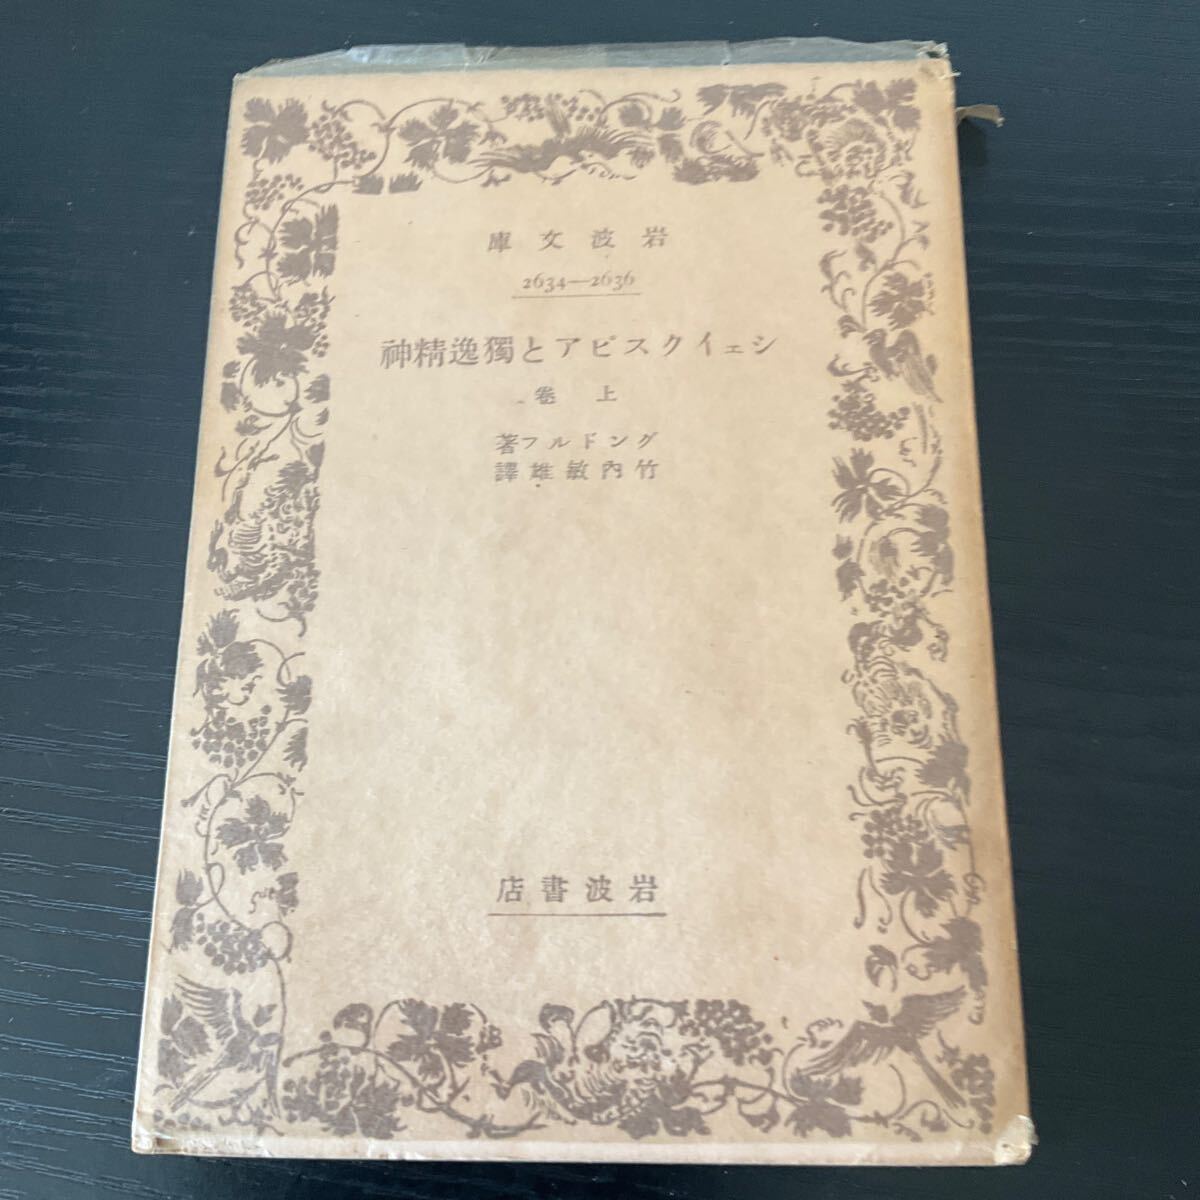 岩波文庫
2634—2636
シェイクスピアと獨逸精神
上卷
グンドルフ著
竹內敏雄譯
岩波書店